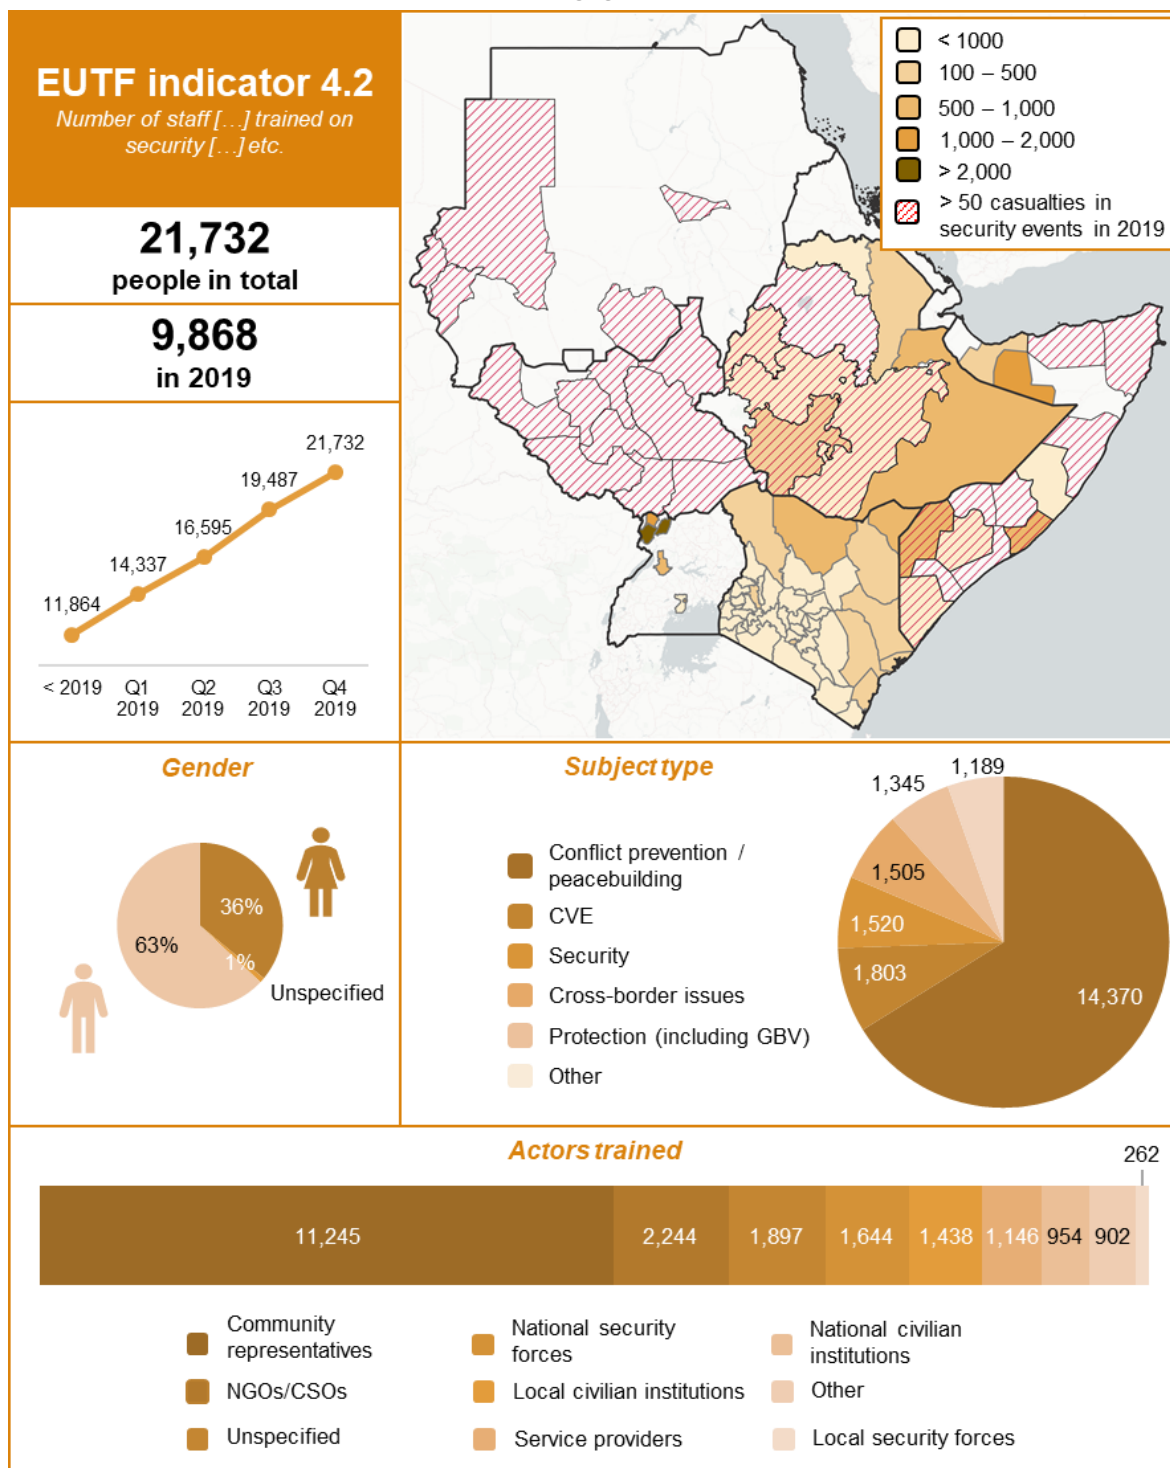 EUTF indicator 4.2
Number of staff […] trained on
security […] etc.
21,732
people in total
9,868
in 2019
11,864
14,337
16,595
19,487
21,732
< 2019
Q1
2019
Q2
2019
Q3
2019
Q4
2019
< 1000
100 – 500
500 – 1,000
1,000 – 2,000
> 2,000
> 50 casualties in
security events in 2019
Gender
36%
63%
1%
Unspecified
Subject type
Conflict prevention /
peacebuilding
CVE
Security
Cross-border issues
Protection (including GBV)
Other
1,189
1,345
1,505
1,520
1,803
14,370
Actors trained
262
11,245
2,244
1,897
1,644
1,438
1,146
954
902
Community
representatives
NGOs/CSOs
Unspecified
National security
forces
Local civilian institutions
Service providers
National civilian
institutions
Other
Local security forces